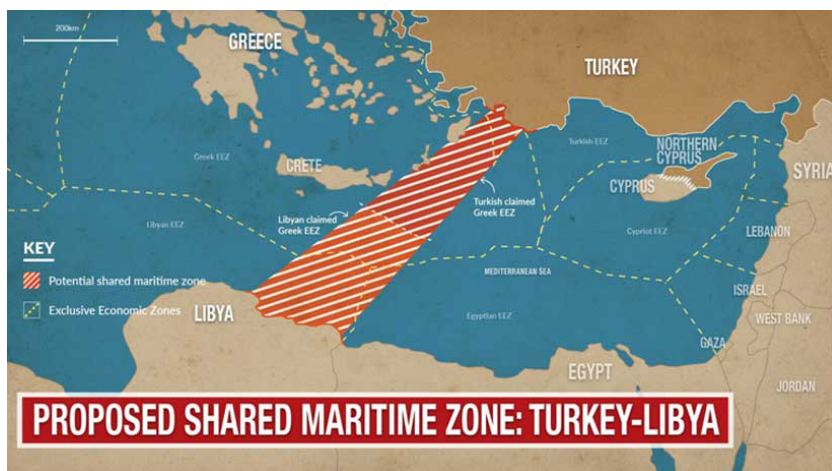 200km
GREECE
TURKEY
Turkish EEZ
NORTHERN
CYPRUS
Greek EEZ
CRETE
SYRIA
CYPRUS
Turkish claimed
Greek EEZ
Libyan claimed
Greek EEZ
Libyan EEZ
Cypriot EEZ
LEBANON
KEY
MEDITERRANEAN SEA
Potential shared maritime zone
ISRAEL
Exclusive Economic Zones
LIBYA
Egyptian EEZ
WEST BANK
GAZA
EGYPT
JORDAN
PROPOSED SHARED MARITIME ZONE: TURKEY-LIBYA